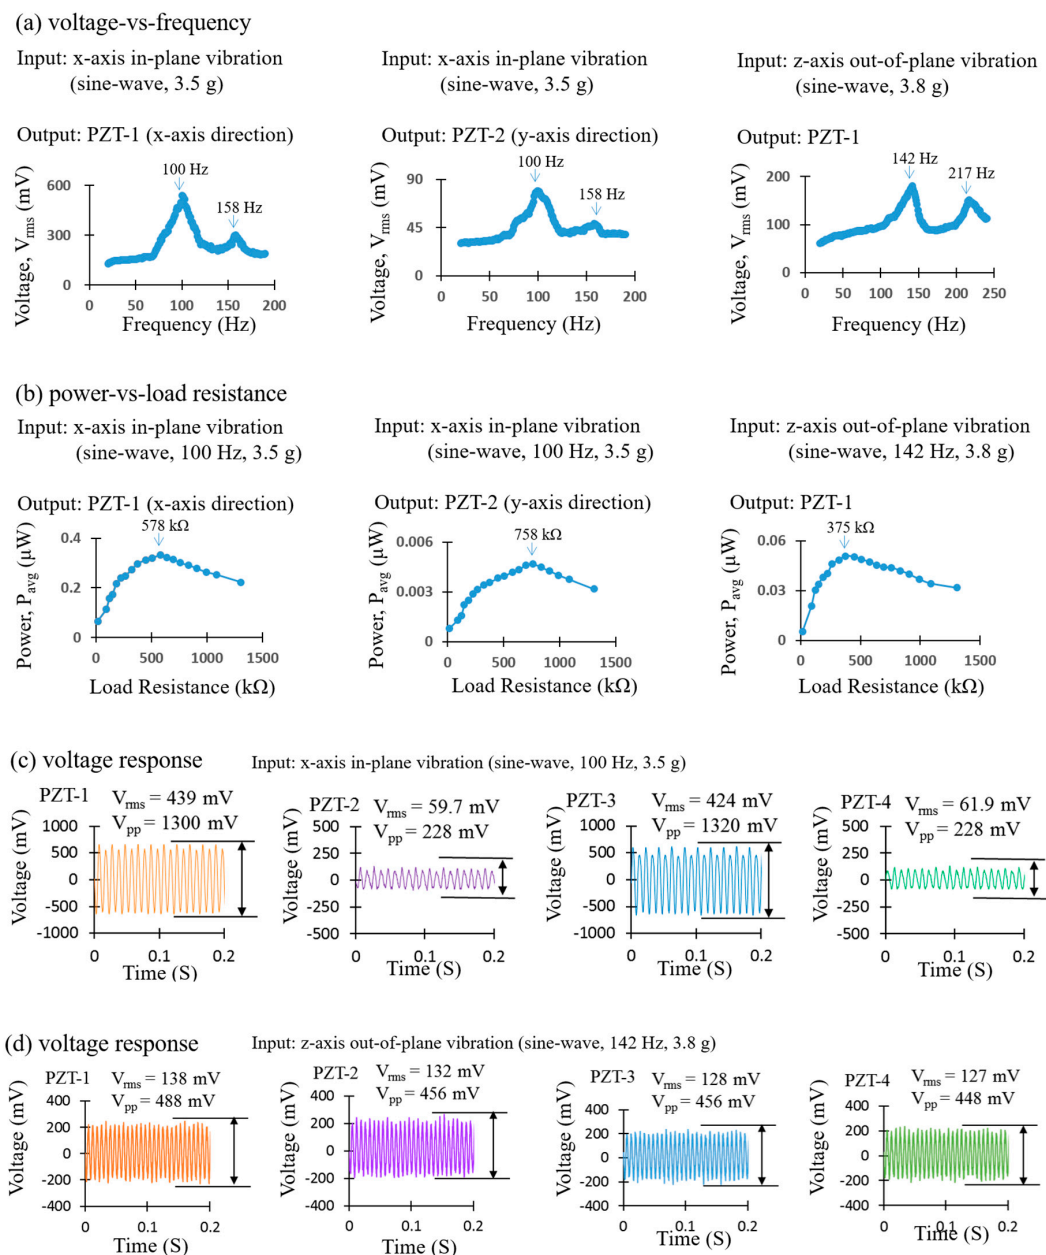 (a) voltage-vs-frequency
Input: x-axis in-plane vibration
(sine-wave, 3.5 g)
Output: PZT-1 (x-axis direction)
100 Hz
158 Hz
Voltage, Vrms (mV)
600
300
0
0 50 100 150 200
Frequency (Hz)
Input: x-axis in-plane vibration
(sine-wave, 3.5 g)
Output: PZT-2 (y-axis direction)
100 Hz
158 Hz
Voltage, Vrms (mV)
90
45
0
0 50 100 150 200
Frequency (Hz)
Input: z-axis out-of-plane vibration
(sine-wave, 3.8 g)
Output: PZT-1
142 Hz
217 Hz
Voltage, Vrms (mV)
200
100
0
0 50 100 150 200 250
Frequency (Hz)
(b) power-vs-load resistance
Input: x-axis in-plane vibration
(sine-wave, 100 Hz, 3.5 g)
Output: PZT-1 (x-axis direction)
578 kΩ
Power, Pavg (μW)
0.4
0.2
0
0 500 1000 1500
Load Resistance (kΩ)
Input: x-axis in-plane vibration
(sine-wave, 100 Hz, 3.5 g)
Output: PZT-2 (y-axis direction)
758 kΩ
Power, Pavg (μW)
0.006
0.003
0
0 500 1000 1500
Load Resistance (kΩ)
Input: z-axis out-of-plane vibration
(sine-wave, 142 Hz, 3.8 g)
Output: PZT-1
375 kΩ
Power, Pavg (μW)
0.06
0.03
0
0 500 1000 1500
Load Resistance (kΩ)
(c) voltage response
Input: x-axis in-plane vibration (sine-wave, 100 Hz, 3.5 g)
PZT-1
Vrms = 439 mV
Vpp = 1300 mV
Voltage (mV)
1000
500
0
-500
-1000
0 0.1 0.2
Time (S)
PZT-2
Vrms = 59.7 mV
Vpp = 228 mV
Voltage (mV)
500
250
0
-250
-500
0 0.1 0.2
Time (S)
PZT-3
Vrms = 424 mV
Vpp = 1320 mV
Voltage (mV)
1000
500
0
-500
-1000
0 0.1 0.2
Time (S)
PZT-4
Vrms = 61.9 mV
Vpp = 228 mV
Voltage (mV)
500
250
0
-250
-500
0 0.1 0.2
Time (S)
(d) voltage response
Input: z-axis out-of-plane vibration (sine-wave, 142 Hz, 3.8 g)
PZT-1
Vrms = 138 mV
Vpp = 488 mV
Voltage (mV)
400
200
0
-200
-400
0 0.1 0.2
Time (S)
PZT-2
Vrms = 132 mV
Vpp = 456 mV
Voltage (mV)
400
200
0
-200
-400
0 0.1 0.2
Time (S)
PZT-3
Vrms = 128 mV
Vpp = 456 mV
Voltage (mV)
400
200
0
-200
-400
0 0.1 0.2
Time (S)
PZT-4
Vrms = 127 mV
Vpp = 448 mV
Voltage (mV)
400
200
0
-200
-400
0 0.1 0.2
Time (S)